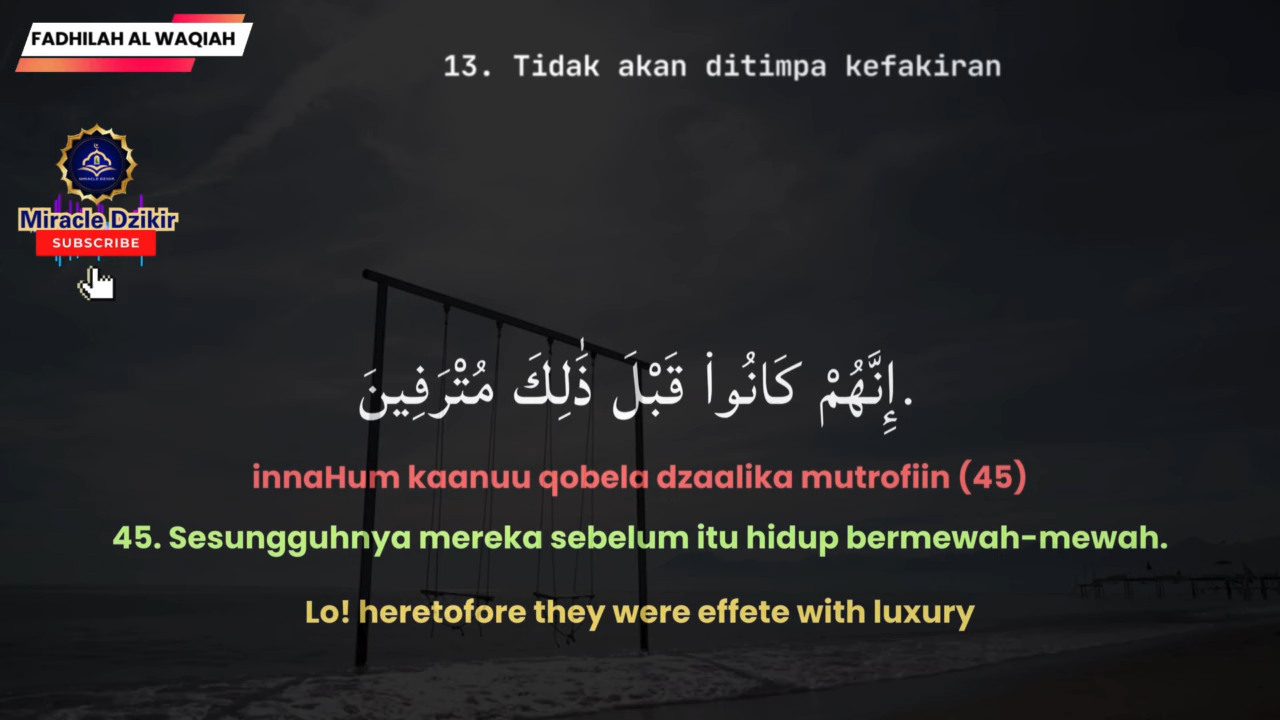 FADHILAH AL WAQIAH
13. Tidak akan ditimpa kefakiran
Miracle Dzikir
SUBSCRIBE
إِنَّهُمْ كَانُوا۟ قَبْلَ ذَٰلِكَ مُتْرَفِينَ.
innaHum kaanuu qobela dzaalika mutrofiin (45)
45. Sesungguhnya mereka sebelum itu hidup bermewah-mewah.
Lo! heretofore they were effete with luxury